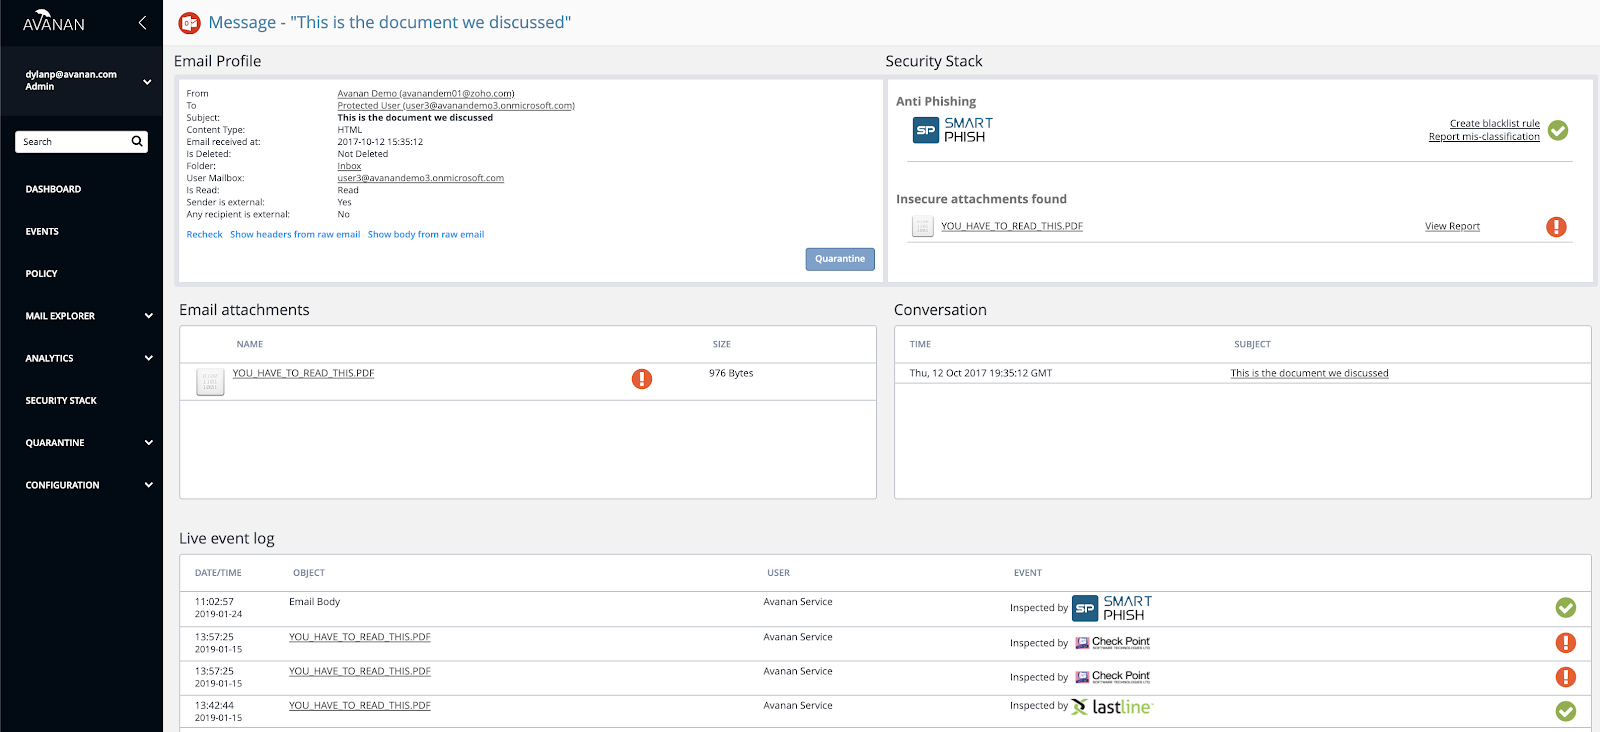 AVANAN
dylanp@avanan.com
Admin
Search
DASHBOARD
EVENTS
POLICY
MAIL EXPLORER
ANALYTICS
SECURITY STACK
QUARANTINE
CONFIGURATION
Message - "This is the document we discussed"
Email Profile
From Avanan Demo (avanandem01@zoho.com)
To Protected User (user3@avanandemo3.onmicrosoft.com)
Subject: This is the document we discussed
Content Type: HTML
Email received at: 2017-10-12 15:35:12
Is Deleted: Not Deleted
Folder: Inbox
User Mailbox: user3@avanandemo3.onmicrosoft.com
Is Read: Read
Sender is external: Yes
Any recipient is external: No
Recheck Show headers from raw email Show body from raw email
Quarantine
Security Stack
Anti Phishing
SP SMART PHISH
Create blacklist rule
Report mis-classification
Insecure attachments found
YOU_HAVE_TO_READ_THIS.PDF View Report
Email attachments
NAME SIZE
YOU_HAVE_TO_READ_THIS.PDF 976 Bytes
Conversation
TIME SUBJECT
Thu, 12 Oct 2017 19:35:12 GMT This is the document we discussed
Live event log
DATE/TIME OBJECT USER EVENT
11:02:57 Email Body Avanan Service Inspected by SP SMART PHISH
2019-01-24
13:57:25 YOU_HAVE_TO_READ_THIS.PDF Avanan Service Inspected by Check Point
SOFTWARE TECHNOLOGIES LTD
2019-01-15
13:57:25 YOU_HAVE_TO_READ_THIS.PDF Avanan Service Inspected by Check Point
SOFTWARE TECHNOLOGIES LTD
2019-01-15
13:42:44 YOU_HAVE_TO_READ_THIS.PDF Avanan Service Inspected by lastline
2019-01-15